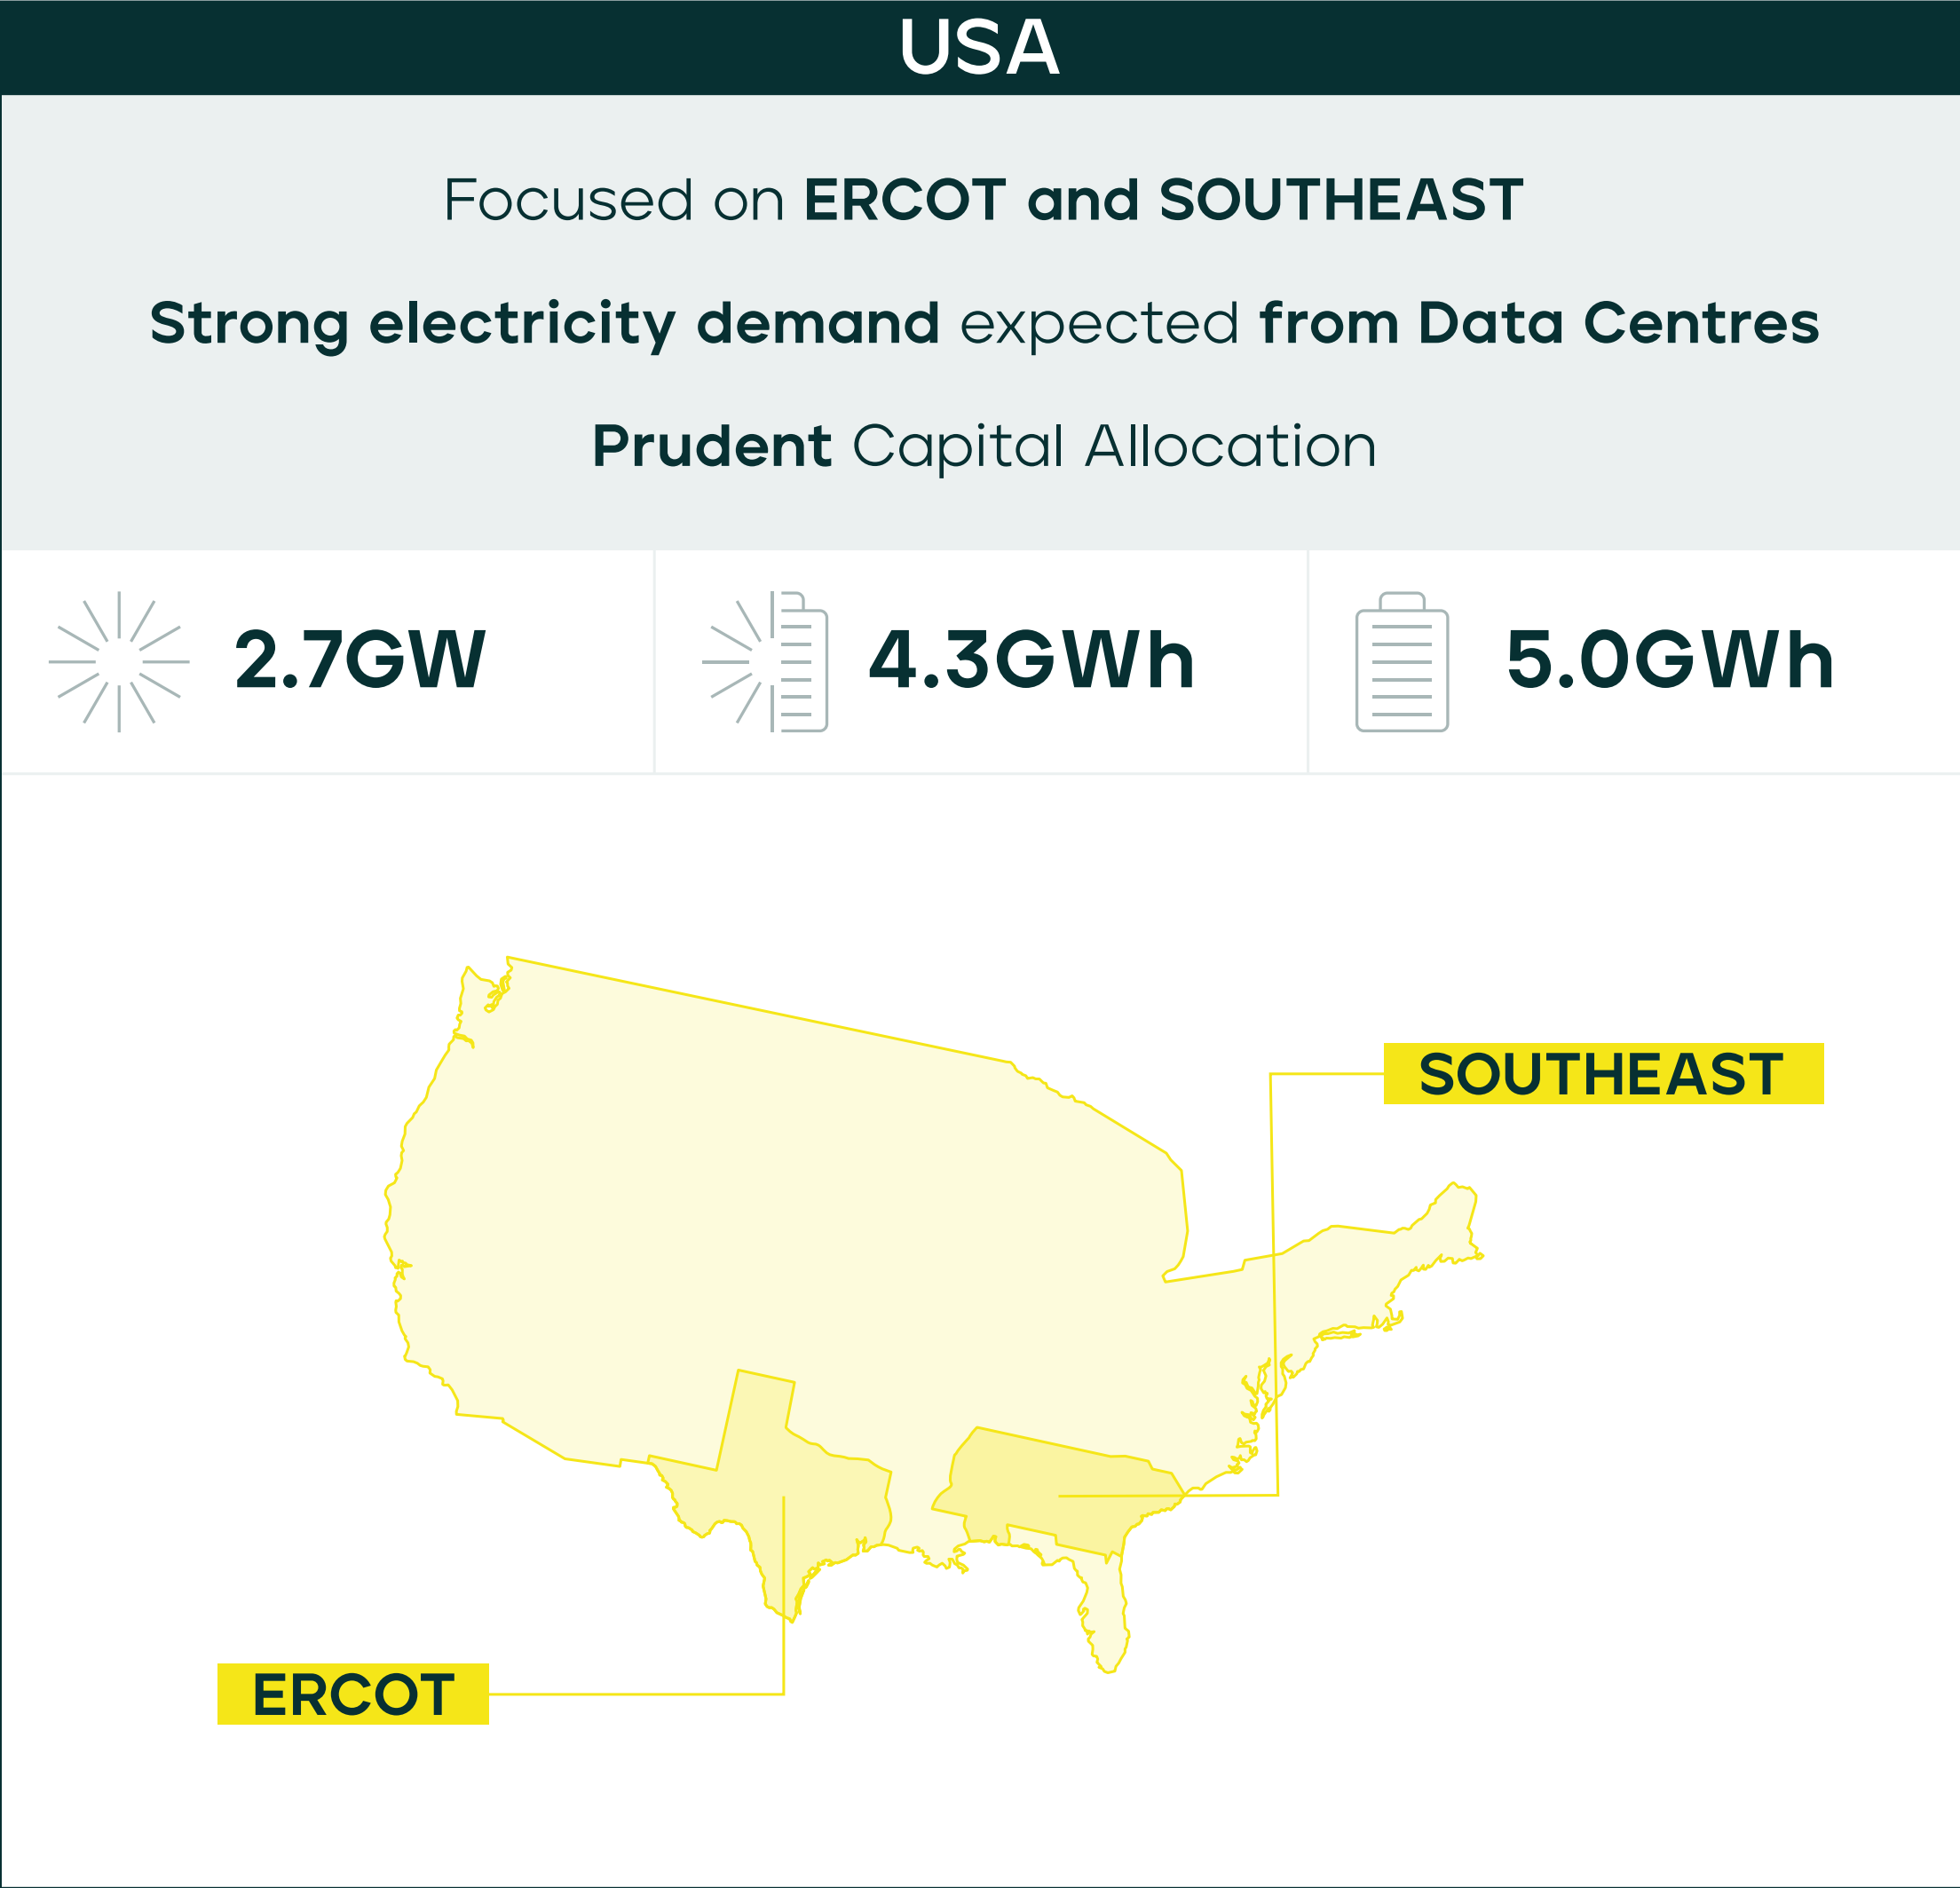 USA
Focused on ERCOT and SOUTHEAST
Strong electricity demand expected from Data Centres
Prudent Capital Allocation
2.7GW
4.3GWh
5.0GWh
SOUTHEAST
ERCOT